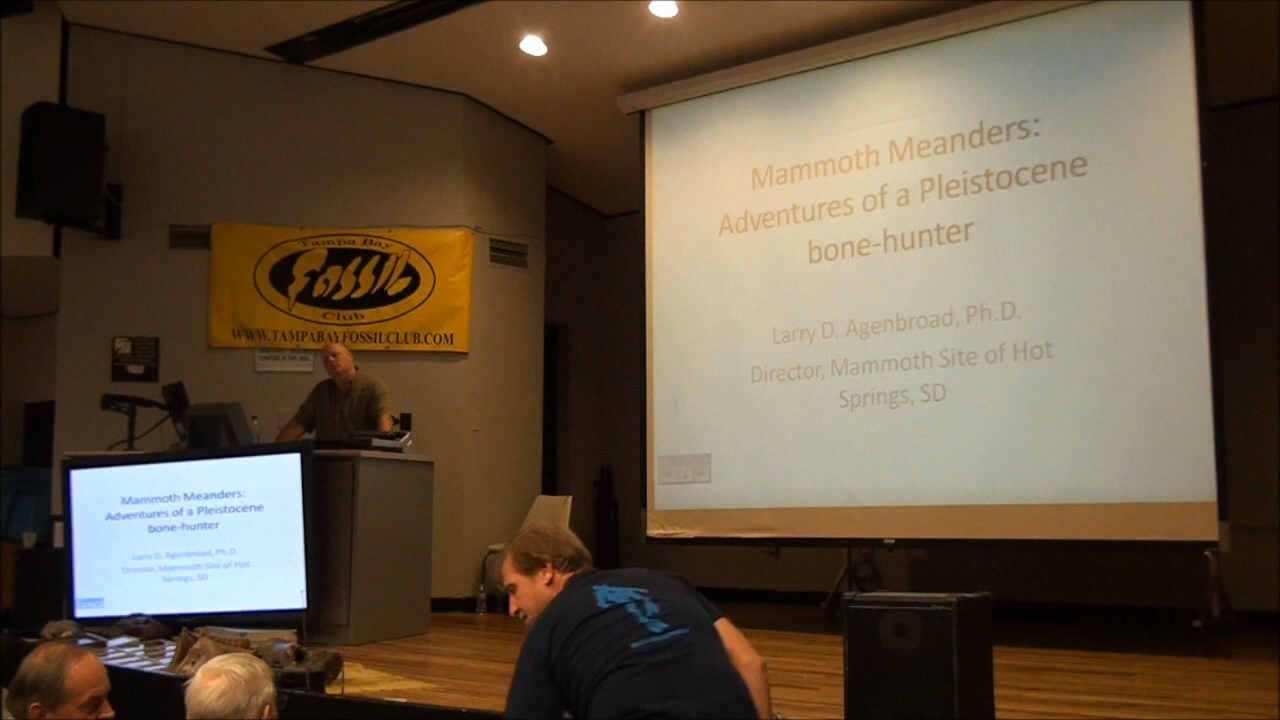 Mammoth Meanders:
Adventures of a Pleistocene
bone-hunter
Larry D. Agenbroad, Ph.D.
Director, Mammoth Site of Hot
Springs, SD
Tampa Bay
Fossil
Club
WWW.TAMPABAYFOSSILCLUB.COM
Mammoth Meanders:
Adventures of a Pleistocene
bone-hunter
Larry D. Agenbroad, Ph.D.
Director, Mammoth Site of Hot
Springs, SD